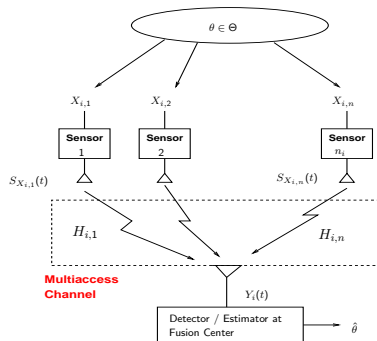 θ ∈ Θ
X_{i,1} X_{i,2} X_{i,n}
Sensor 1
Sensor 2
Sensor n_i
S_{X_{i,1}}(t) S_{X_{i,n}}(t)
H_{i,1} H_{i,n}
Multiaccess
Channel
Y_i(t)
Detector / Estimator at
Fusion Center
θ̂